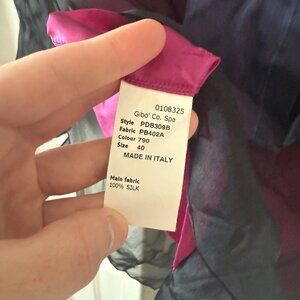 0108325
Gibo' Co. Spa
Style PDB309B
Fabric PB402A
Colour 790
Size 40
MADE IN ITALY
Main fabric
100% SILK